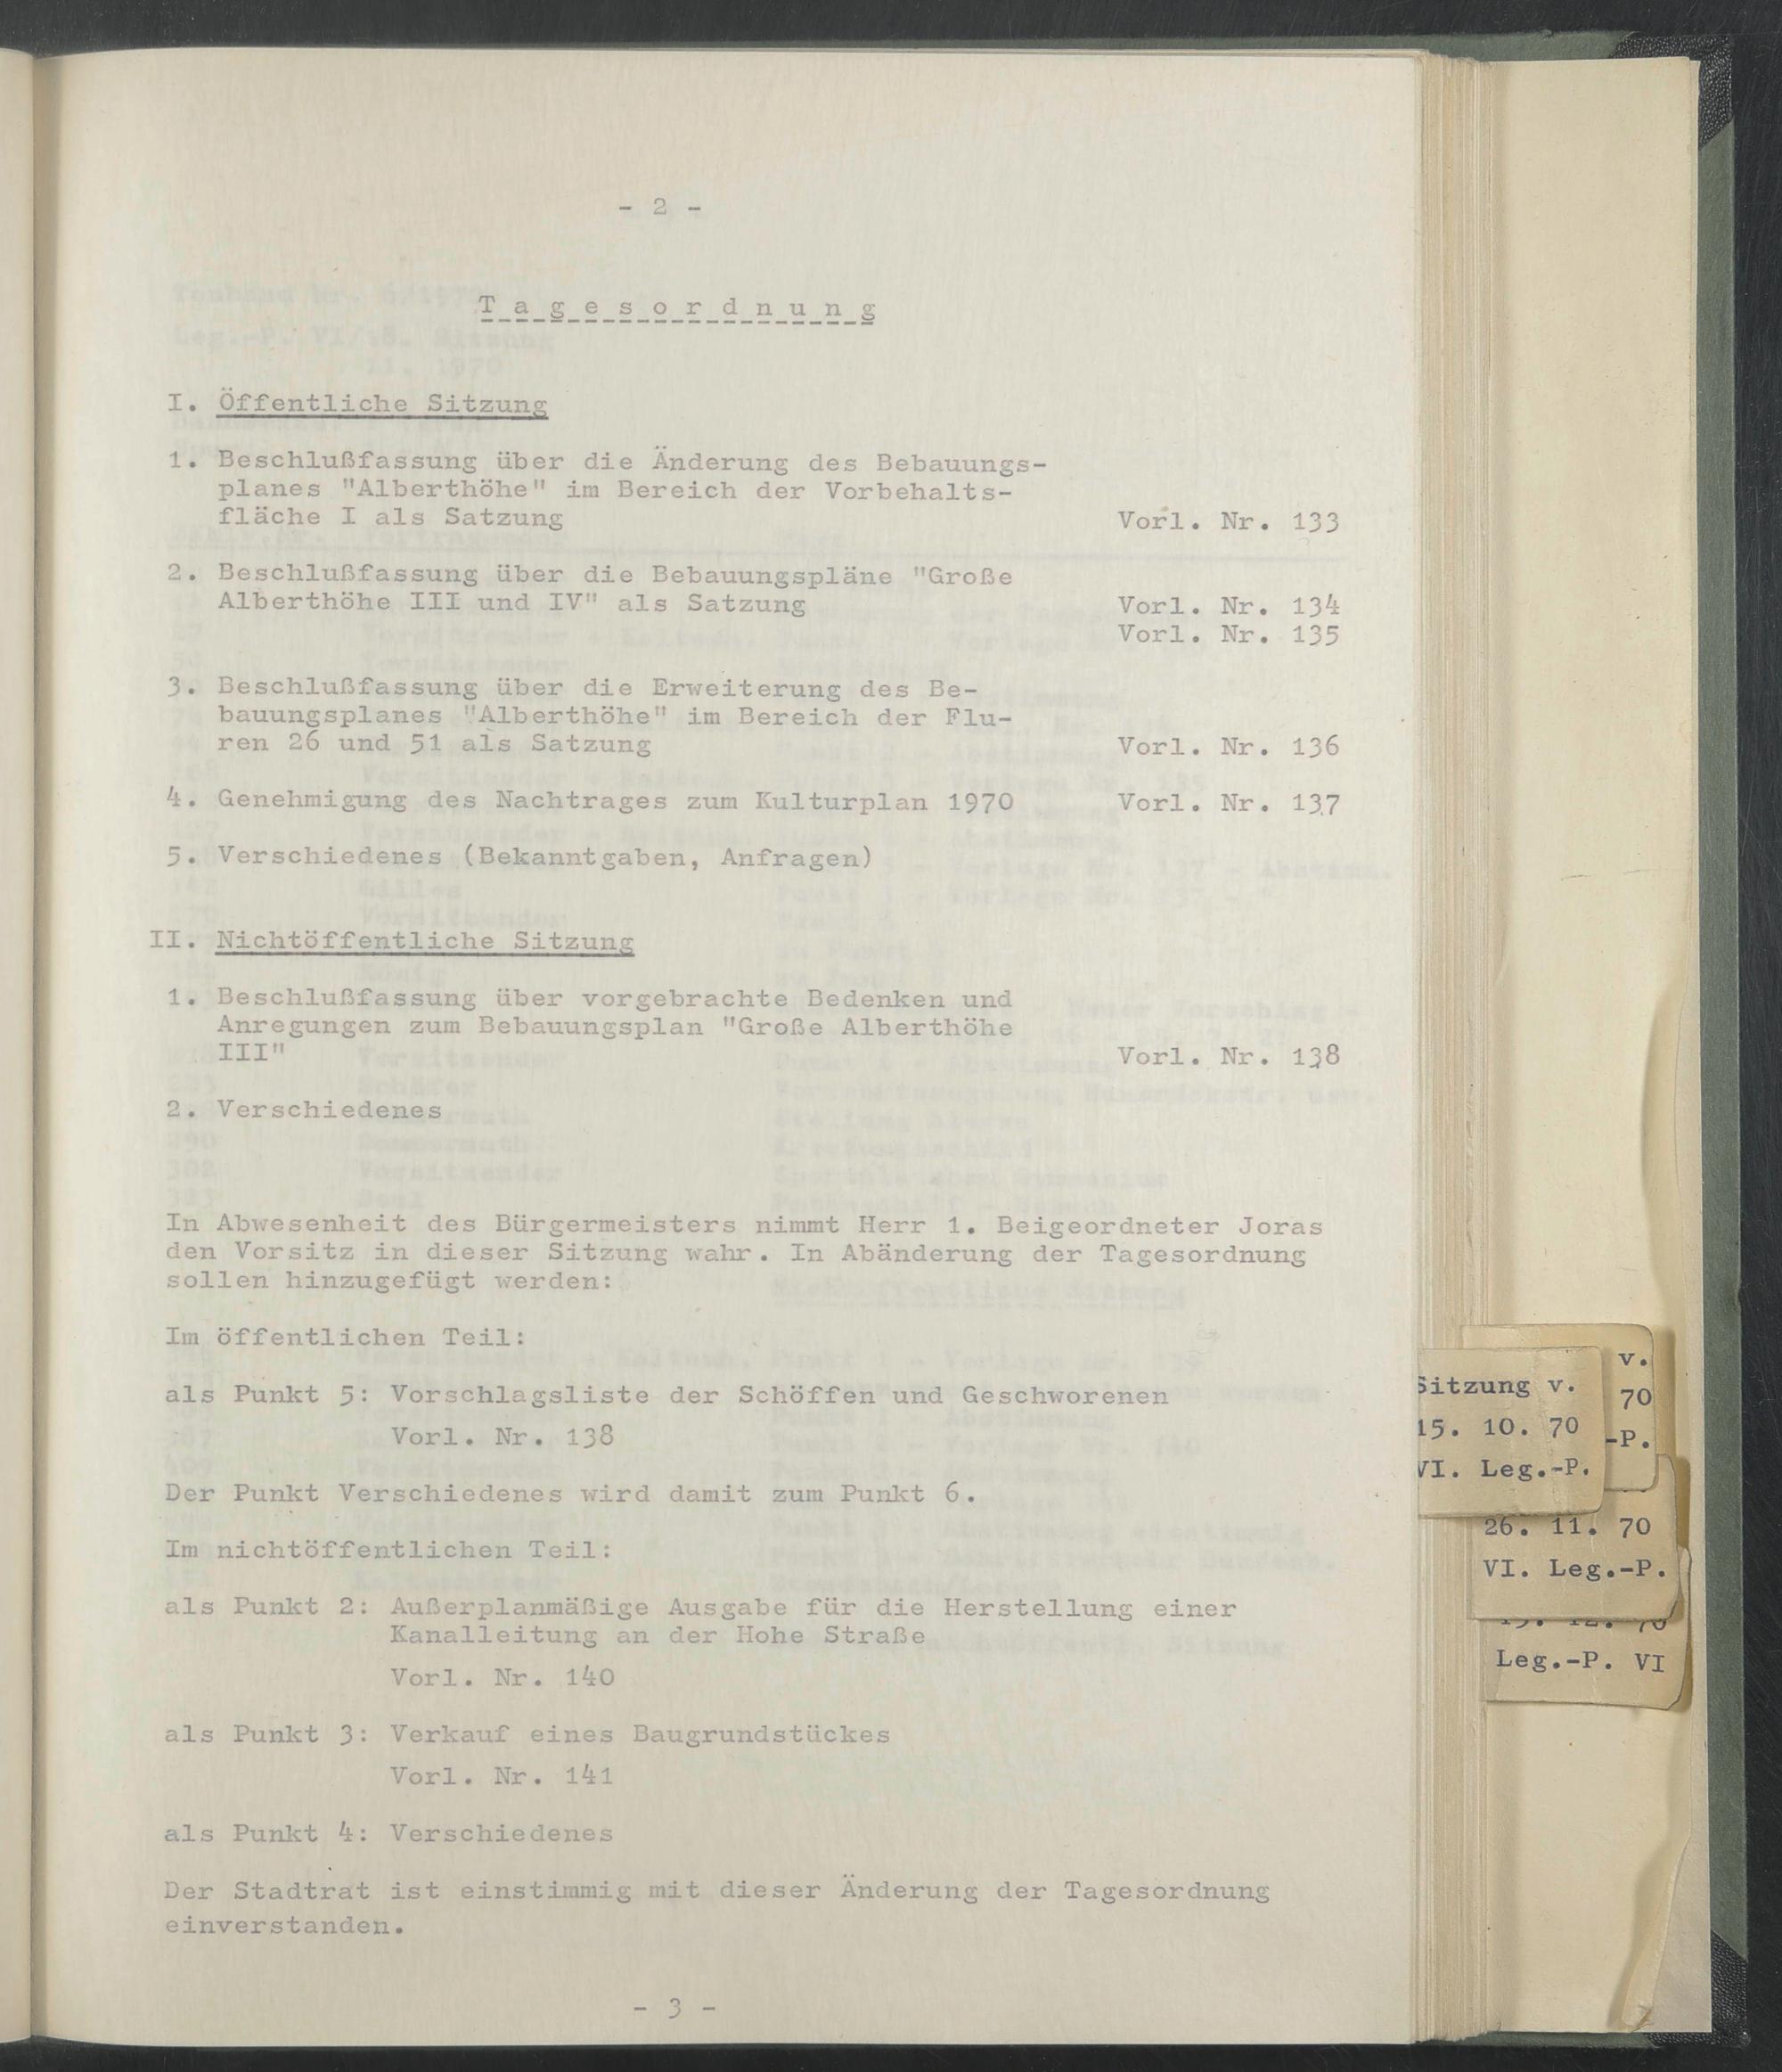 - 2 -
Tagesordnung
I. Öffentliche Sitzung
1. Beschlußfassung über die Änderung des Bebauungs-
planes "Alberthöhe" im Bereich der Vorbehalts-
fläche I als Satzung Vorl. Nr. 133
2. Beschlußfassung über die Bebauungspläne "Große
Alberthöhe III und IV" als Satzung Vorl. Nr. 134
Vorl. Nr. 135
3. Beschlußfassung über die Erweiterung des Be-
bauungsplanes "Alberthöhe" im Bereich der Flu-
ren 26 und 51 als Satzung Vorl. Nr. 136
4. Genehmigung des Nachtrages zum Kulturplan 1970 Vorl. Nr. 137
5. Verschiedenes (Bekanntgaben, Anfragen)
II. Nichtöffentliche Sitzung
1. Beschlußfassung über vorgebrachte Bedenken und
Anregungen zum Bebauungsplan "Große Alberthöhe
III" Vorl. Nr. 138
2. Verschiedenes
In Abwesenheit des Bürgermeisters nimmt Herr 1. Beigeordneter Joras
den Vorsitz in dieser Sitzung wahr. In Abänderung der Tagesordnung
sollen hinzugefügt werden:
Im öffentlichen Teil:
als Punkt 5: Vorschlagsliste der Schöffen und Geschworenen
Vorl. Nr. 138
Der Punkt Verschiedenes wird damit zum Punkt 6.
Im nichtöffentlichen Teil:
als Punkt 2: Außerplanmäßige Ausgabe für die Herstellung einer
Kanalleitung an der Hohe Straße
Vorl. Nr. 140
als Punkt 3: Verkauf eines Baugrundstückes
Vorl. Nr. 141
als Punkt 4: Verschiedenes
Der Stadtrat ist einstimmig mit dieser Änderung der Tagesordnung
einverstanden.
- 3 -
Sitzung v.
15. 10. 70
VI. Leg.-P.
v.
70
-P.
26. 11. 70
VI. Leg.-P.
Leg.-P. VI